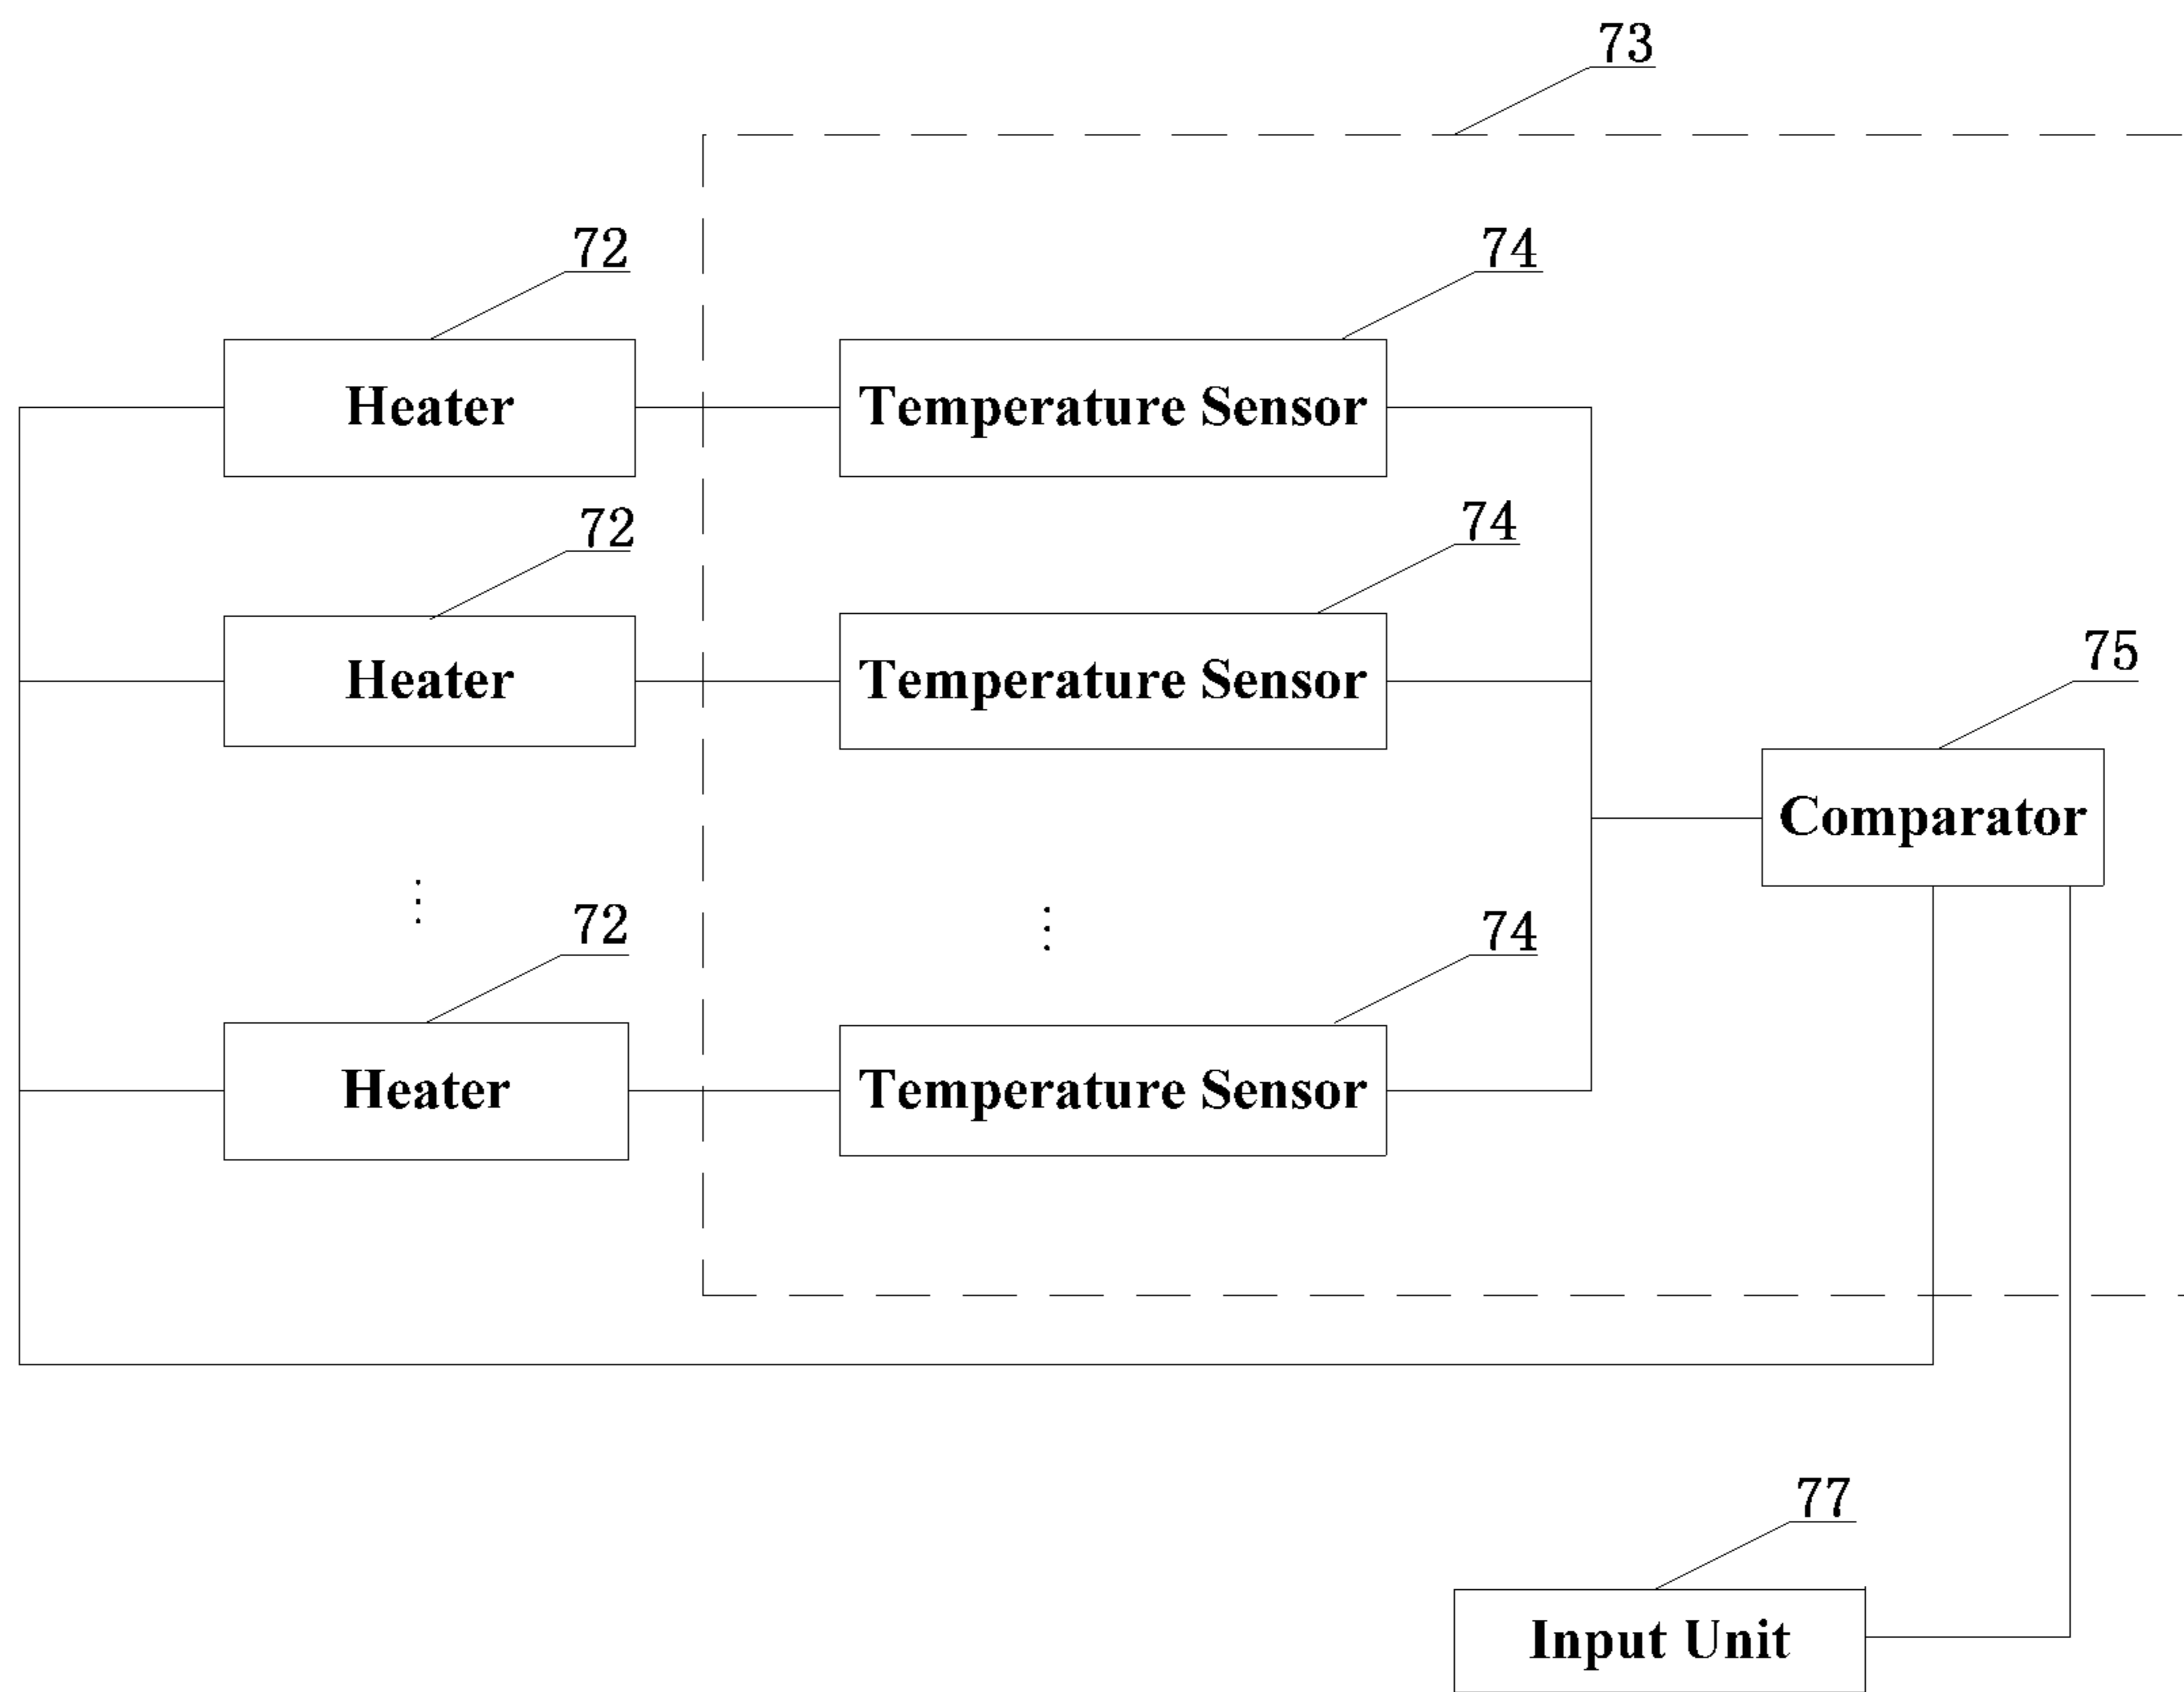 73
72
74
Heater
Temperature Sensor
72
74
Heater
Temperature Sensor
75
Comparator
72
74
Heater
Temperature Sensor
77
Input Unit